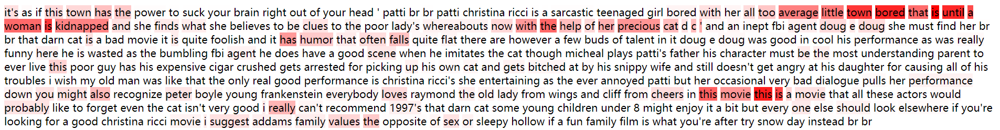 it's as if this town has the power to suck your brain right out of your head ' patti br br patti christina ricci is a sarcastic teenaged girl bored with her all too average little town bored that is until a
woman is kidnapped and she finds what she believes to be clues to the poor lady's whereabouts now with the help of her precious cat d c ' and an inept fbi agent doug e doug she must find her br
br that darn cat is a bad movie it is quite foolish and it has humor that often falls quite flat there are however a few buds of talent in it doug e doug was good in cool his performance as was really
funny here he is wasted as the bumbling fbi agent he does have a good scene when he imitates the cat though micheal plays patti's father his character must be the most understanding parent to
ever live this poor guy has his expensive cigar crushed gets arrested for picking up his own cat and gets bitched at by his snippy wife and still doesn't get angry at his daughter for causing all of his
troubles i wish my old man was like that the only real good performance is christina ricci's she entertaining as the ever annoyed patti but her occasional very bad dialogue pulls her performance
down you might also recognize peter boyle young frankenstein everybody loves raymond the old lady from wings and cliff from cheers in this movie this is a movie that all these actors would
probably like to forget even the cat isn't very good i really can't recommend 1997's that darn cat some young children under 8 might enjoy it a bit but every one else should look elsewhere if you're
looking for a good christina ricci movie i suggest addams family values the opposite of sex or sleepy hollow if a fun family film is what you're after try snow day instead br br